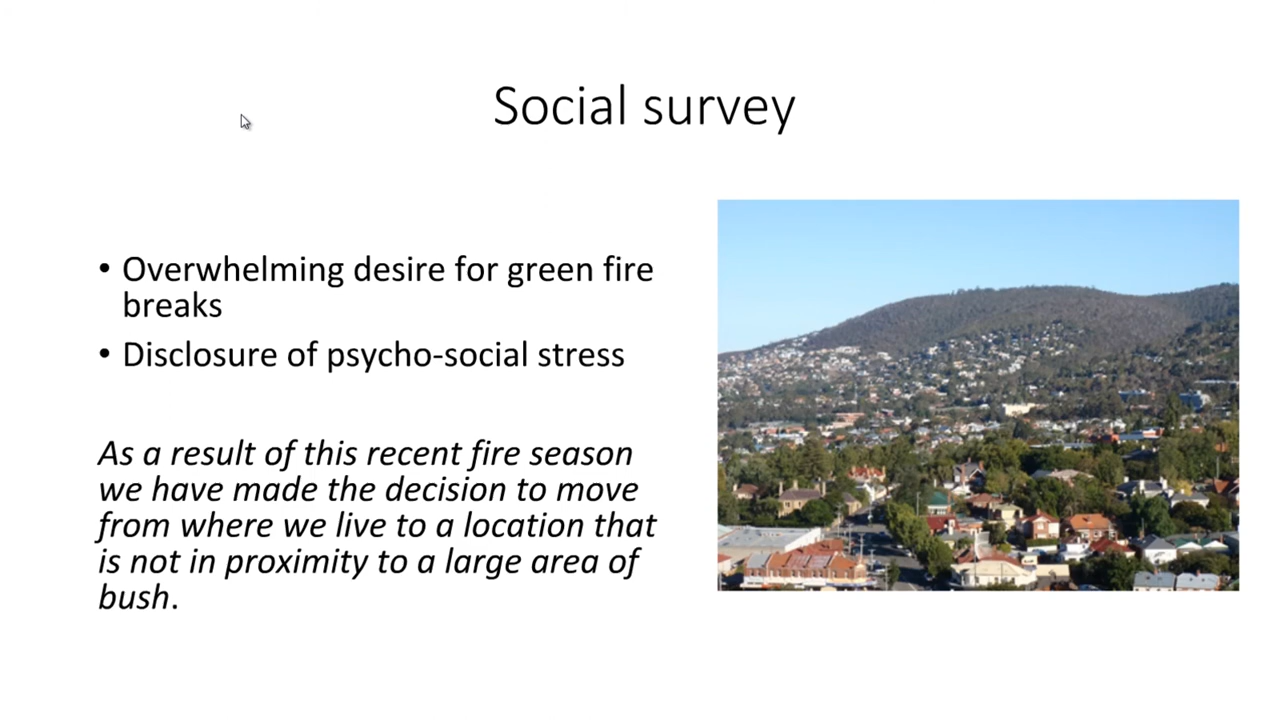 Social survey
• Overwhelming desire for green fire
breaks
• Disclosure of psycho-social stress
As a result of this recent fire season
we have made the decision to move
from where we live to a location that
is not in proximity to a large area of
bush.